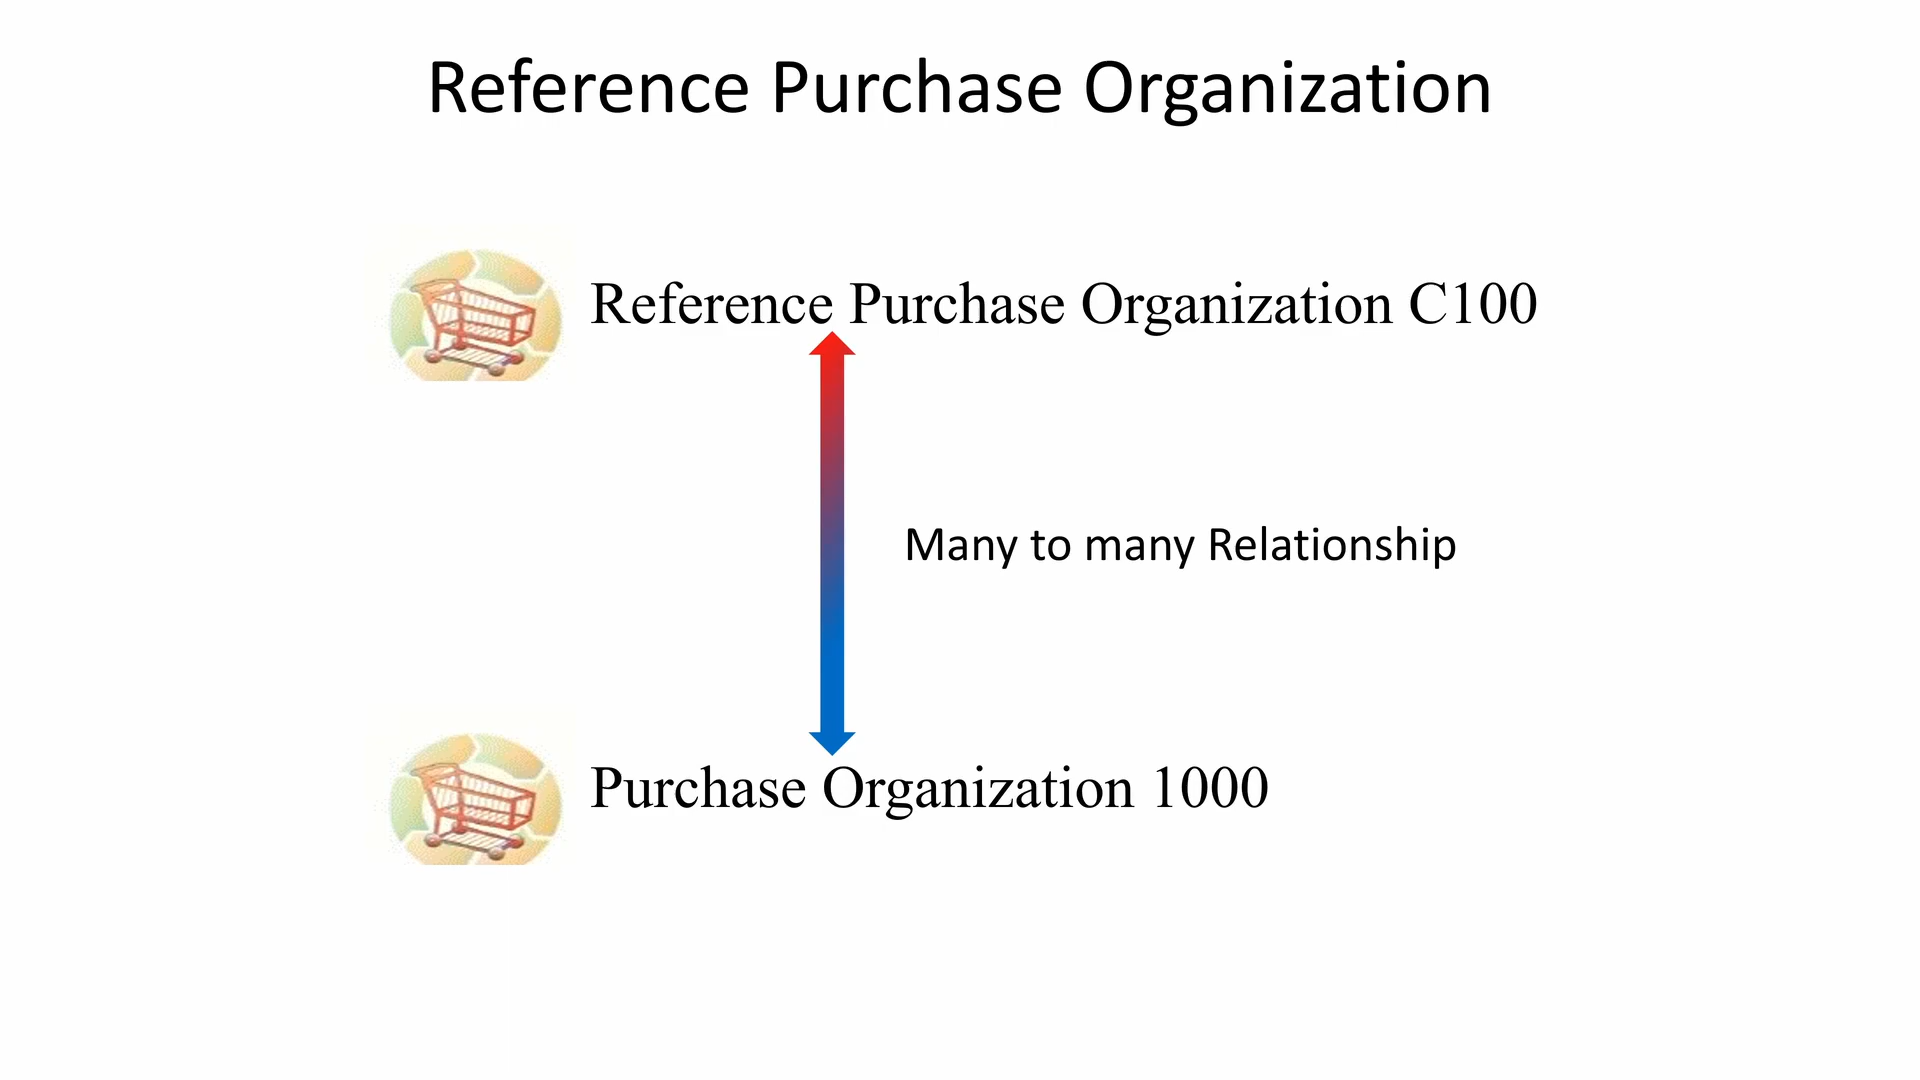 Reference Purchase Organization
Reference Purchase Organization C100
Many to many Relationship
Purchase Organization 1000